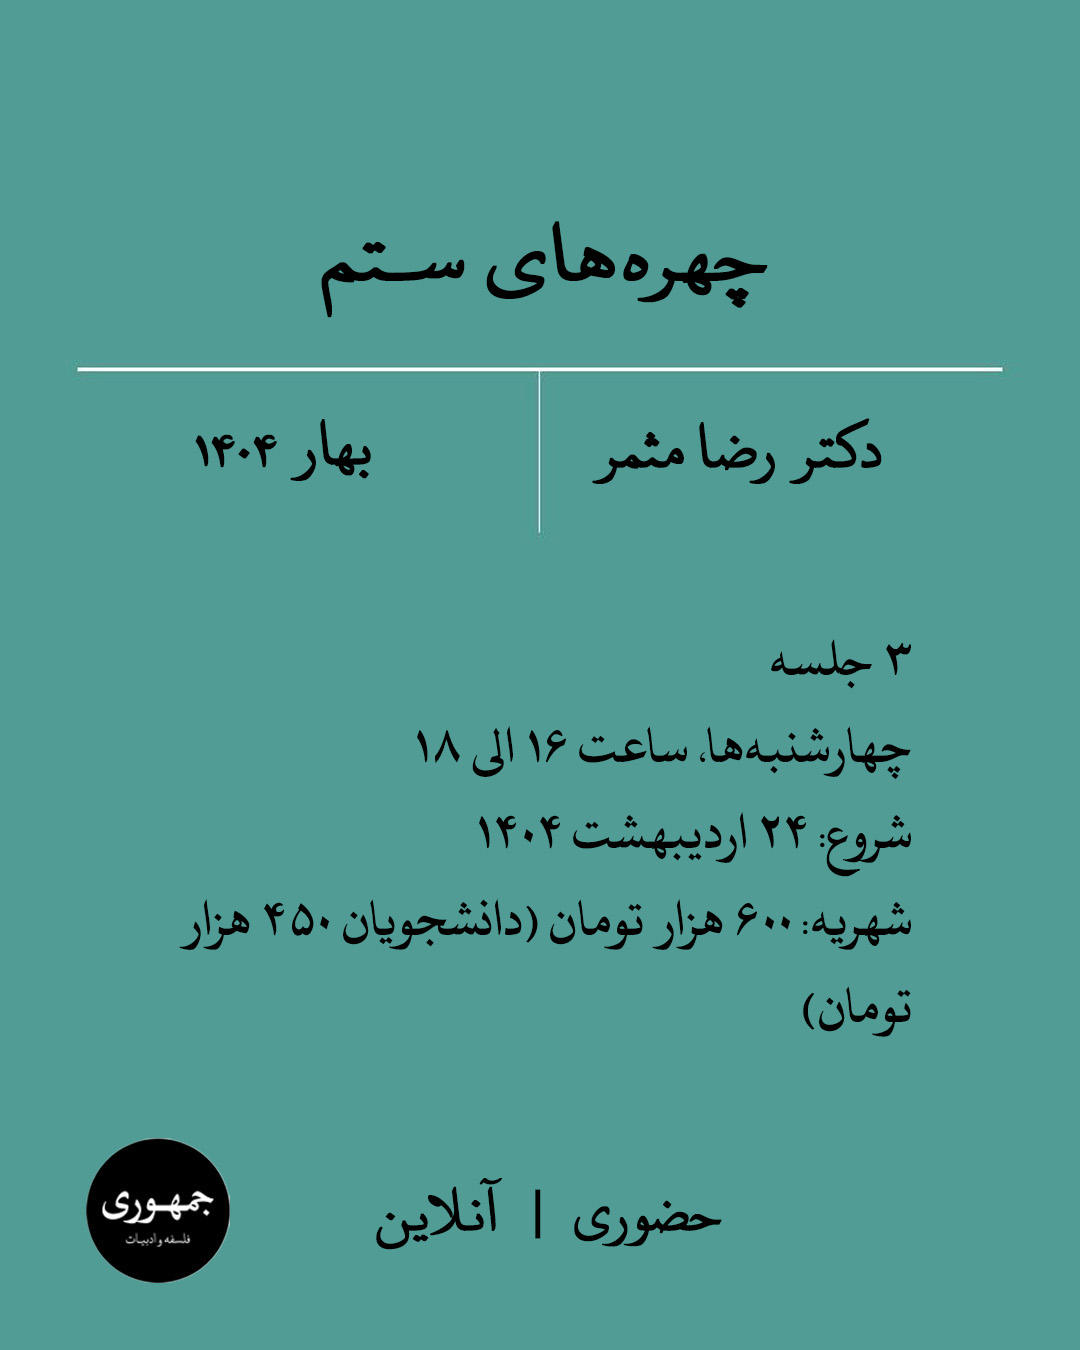 چهره‌های ستم
دکتر رضا مثمر
بهار ۱۴۰۴
۳ جلسه
چهارشنبه‌ها، ساعت ۱۶ الی ۱۸
شروع: ۲۴ اردیبهشت ۱۴۰۴
شهریه: ۶۰۰ هزار تومان (دانشجویان ۴۵۰ هزار
تومان)
حضوری | آنلاین
جمهوری
فلسفه و ادبیات